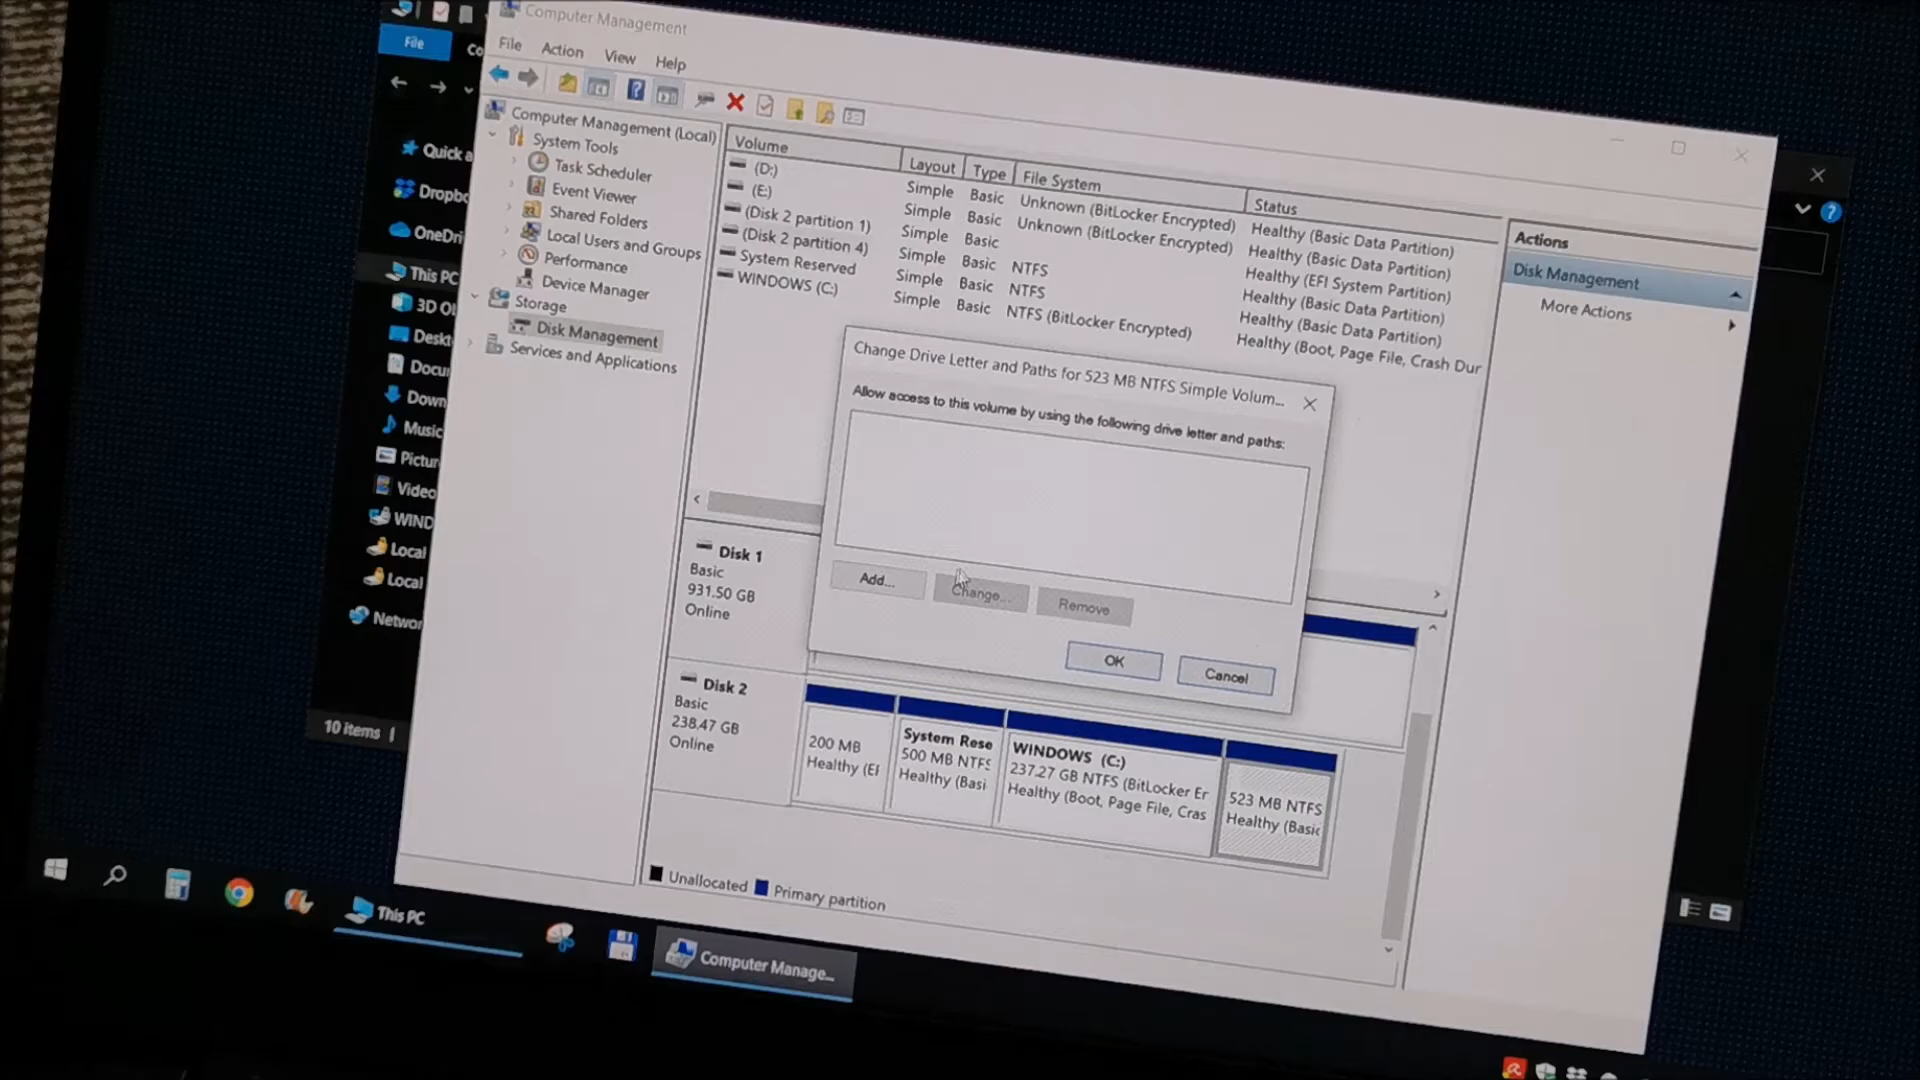 Computer Management
File Action View Help
File
Co
Quick a
Dropbo
OneDri
This PC
3D O
Deskt
Docu
Down
Music
Pictur
Video
WIND
Local
Local
Networ
10 items
Computer Management (Local)
System Tools
Task Scheduler
Event Viewer
Shared Folders
Local Users and Groups
Performance
Device Manager
Storage
Disk Management
Services and Applications
Volume Layout Type File System Status
(D:) Simple Basic Unknown (BitLocker Encrypted) Healthy (Basic Data Partition)
(E:) Simple Basic Unknown (BitLocker Encrypted) Healthy (Basic Data Partition)
(Disk 2 partition 1) Simple Basic Healthy (EFI System Partition)
(Disk 2 partition 4) Simple Basic NTFS Healthy (Basic Data Partition)
System Reserved Simple Basic NTFS Healthy (Basic Data Partition)
WINDOWS (C:) Simple Basic NTFS (BitLocker Encrypted) Healthy (Boot, Page File, Crash Dur
Actions
Disk Management
More Actions
Change Drive Letter and Paths for 523 MB NTFS Simple Volum...
Allow access to this volume by using the following drive letter and paths:
Add... Change... Remove
OK Cancel
Disk 1
Basic
931.50 GB
Online
Disk 2
Basic
238.47 GB
Online
200 MB
Healthy (EF
System Rese
500 MB NTFS
Healthy (Basi
WINDOWS (C:)
237.27 GB NTFS (BitLocker Er
Healthy (Boot, Page File, Cras
523 MB NTFS
Healthy (Basic
Unallocated Primary partition
This PC
Computer Manage...